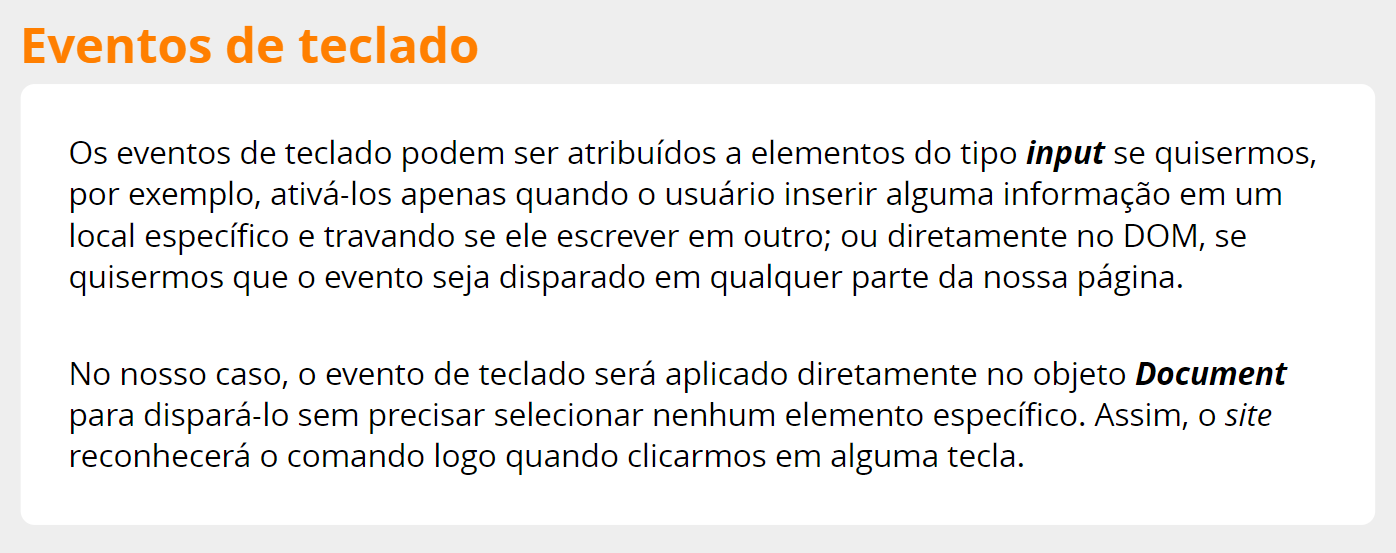 Eventos de teclado
Os eventos de teclado podem ser atribuídos a elementos do tipo input se quisermos,
por exemplo, ativá-los apenas quando o usuário inserir alguma informação em um
local específico e travando se ele escrever em outro; ou diretamente no DOM, se
quisermos que o evento seja disparado em qualquer parte da nossa página.
No nosso caso, o evento de teclado será aplicado diretamente no objeto Document
para dispará-lo sem precisar selecionar nenhum elemento específico. Assim, o site
reconhecerá o comando logo quando clicarmos em alguma tecla.